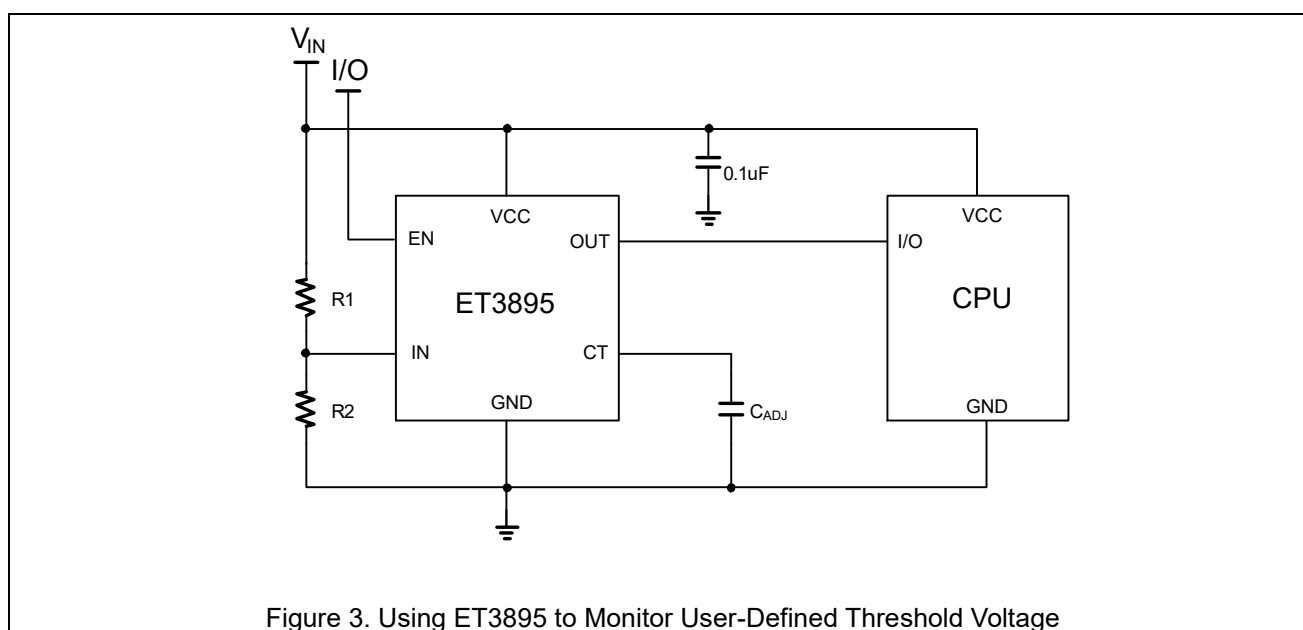 VIN
I/O
0.1uF
VCC
VCC
EN
OUT
I/O
R1
ET3895
CPU
IN
CT
R2
GND
CADJ
GND
Figure 3. Using ET3895 to Monitor User-Defined Threshold Voltage